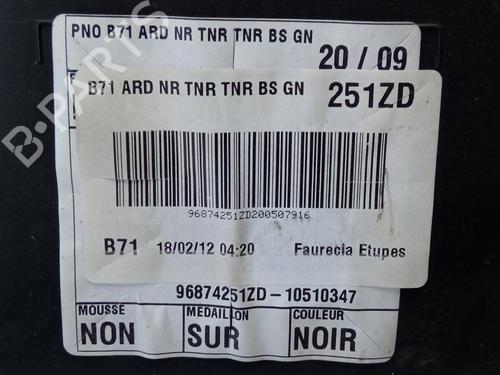 PNO B71 ARD NR TNR TNR BS GN
20 / 09
B71 ARD NR TNR TNR BS GN
251ZD
96874251ZD200507916
B71
18/02/12 04:20
Faurecia Etupes
96874251ZD-10510347
MOUSSE
NON
MEDAILLON
SUR
COULEUR
NOIR
B-PARTS